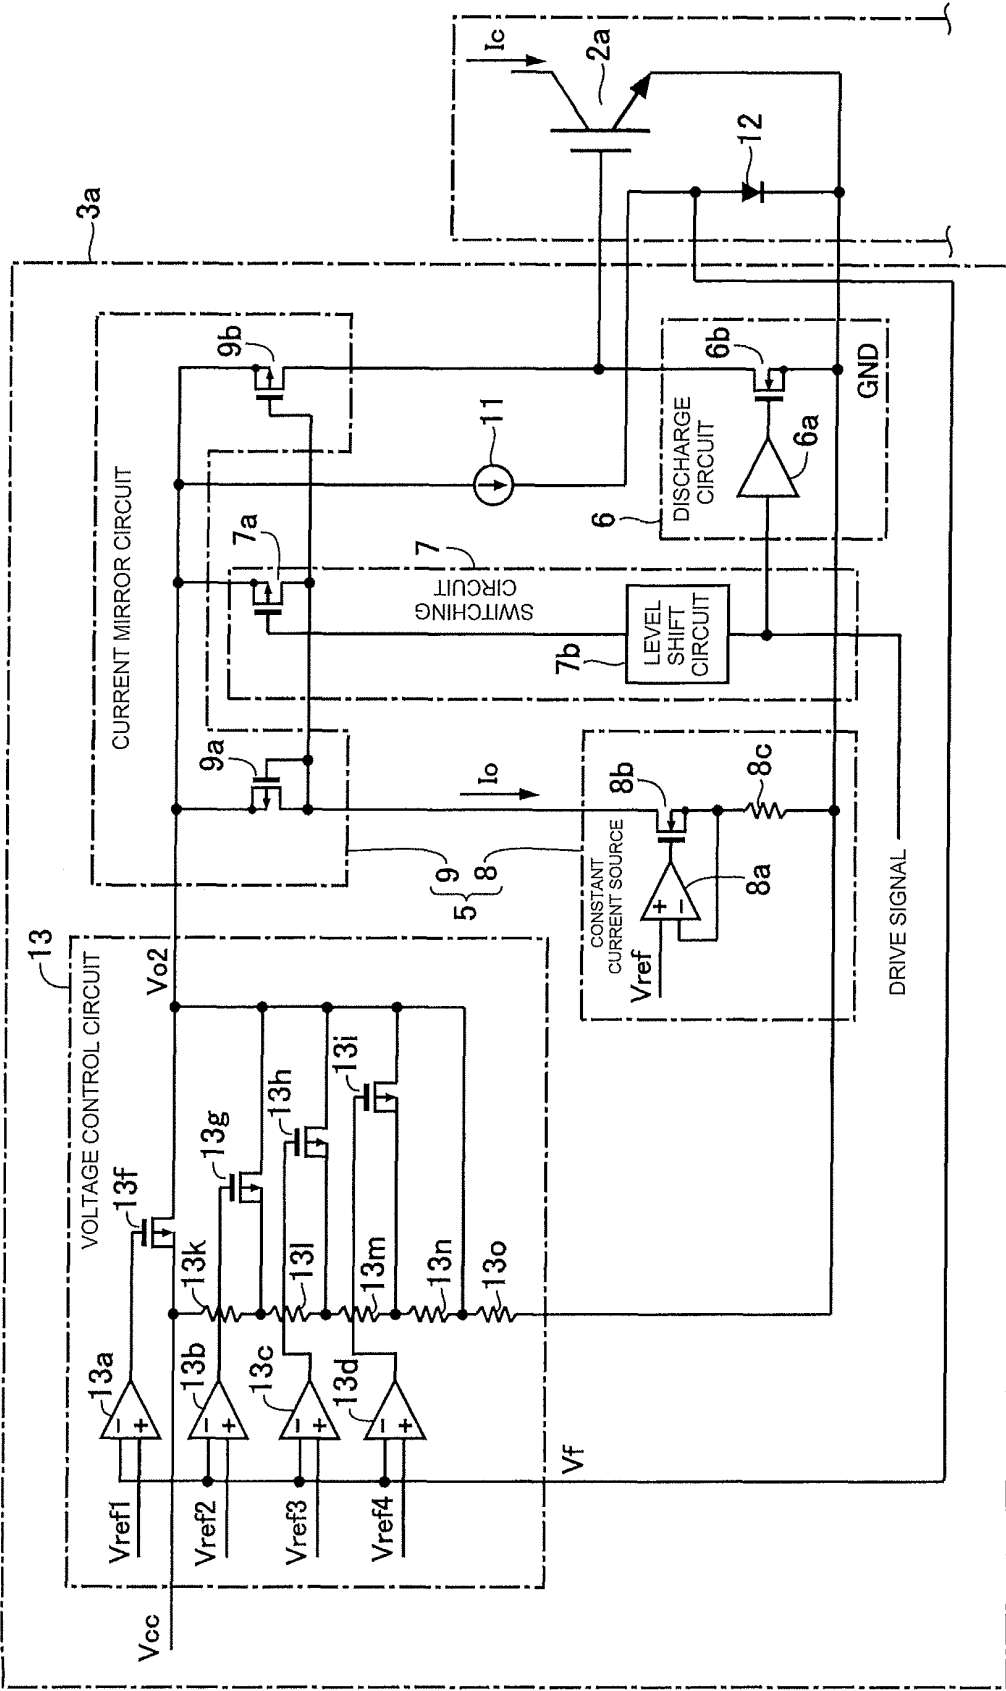 3a
13
VOLTAGE CONTROL CIRCUIT
Vcc
Vref1
Vref2
Vref3
Vref4
13a
13b
13c
13d
13f
13g
13h
13i
13k
13l
13m
13n
13o
Vf
Vo2
CURRENT MIRROR CIRCUIT
9a
9b
7a
7
SWITCHING
CIRCUIT
7b
LEVEL
SHIFT
CIRCUIT
11
Io
5
9
8
CONSTANT
CURRENT SOURCE
Vref
8a
8b
8c
DRIVE SIGNAL
6
DISCHARGE
CIRCUIT
6a
6b
GND
Ic
2a
12